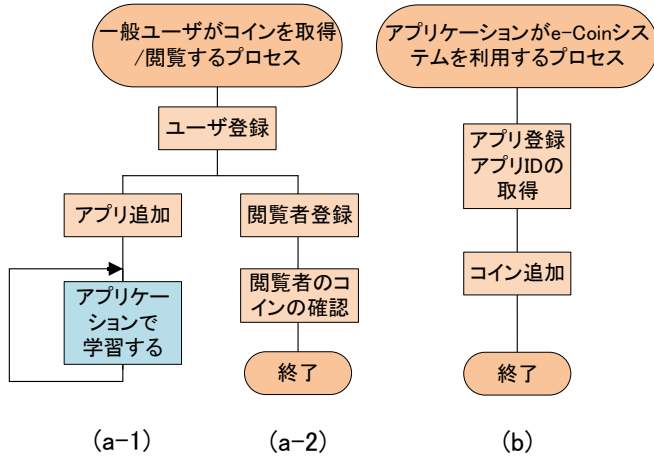 一般ユーザがコインを取得
/閲覧するプロセス
ユーザ登録
アプリ追加
アプリケー
ションで
学習する
(a-1)
閲覧者登録
閲覧者のコ
インの確認
終了
(a-2)
アプリケーションがe-Coinシス
テムを利用するプロセス
アプリ登録
アプリIDの
取得
コイン追加
終了
(b)